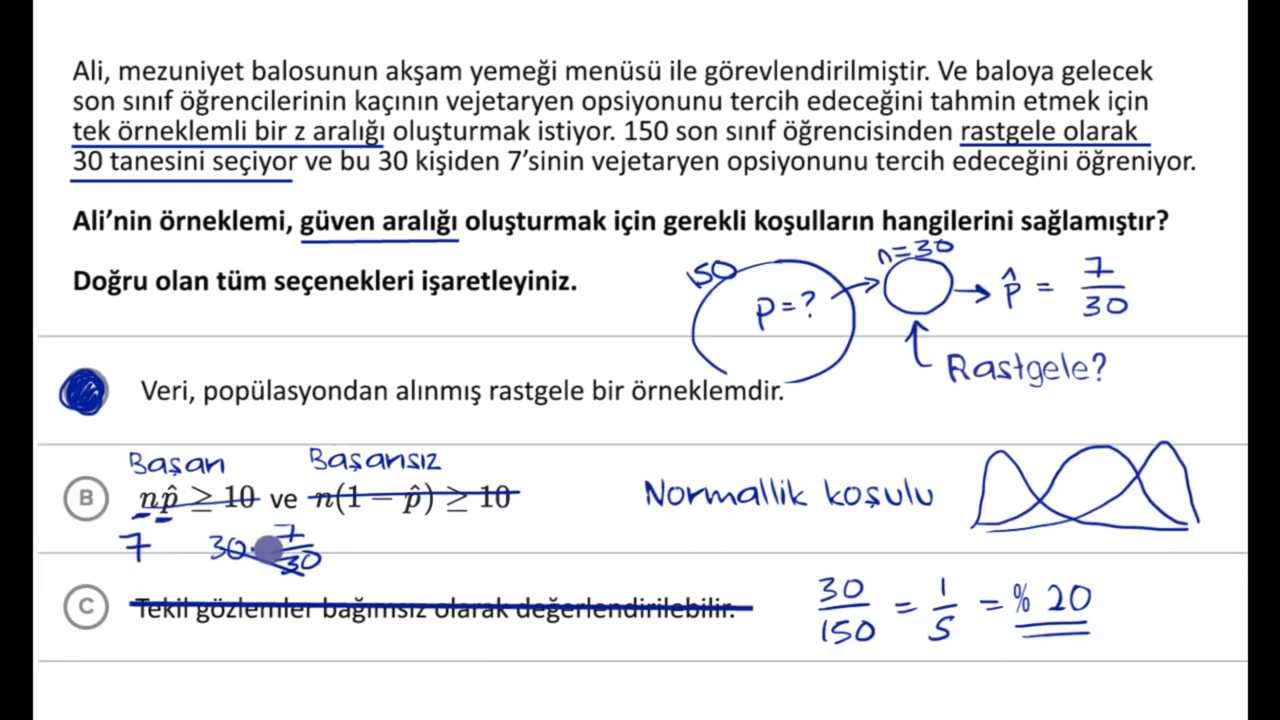 Ali, mezuniyet balosunun akşam yemeği menüsü ile görevlendirilmiştir. Ve baloya gelecek
son sınıf öğrencilerinin kaçının vejetaryen opsiyonunu tercih edeceğini tahmin etmek için
tek örneklemli bir z aralığı oluşturmak istiyor. 150 son sınıf öğrencisinden rastgele olarak
30 tanesini seçiyor ve bu 30 kişiden 7’sinin vejetaryen opsiyonunu tercih edeceğini öğreniyor.
Ali’nin örneklemi, güven aralığı oluşturmak için gerekli koşulların hangilerini sağlamıştır?
Doğru olan tüm seçenekleri işaretleyiniz.
150 p=? n=30 p̂ = 7/30
Rastgele?
Veri, popülasyondan alınmış rastgele bir örneklemdir.
Başarı Başarısız
B np̂ ≥ 10 ve n(1 − p̂) ≥ 10 Normallik koşulu
7 30·7/30
C Tekil gözlemler bağımsız olarak değerlendirilebilir. 30/150 = 1/5 = % 20